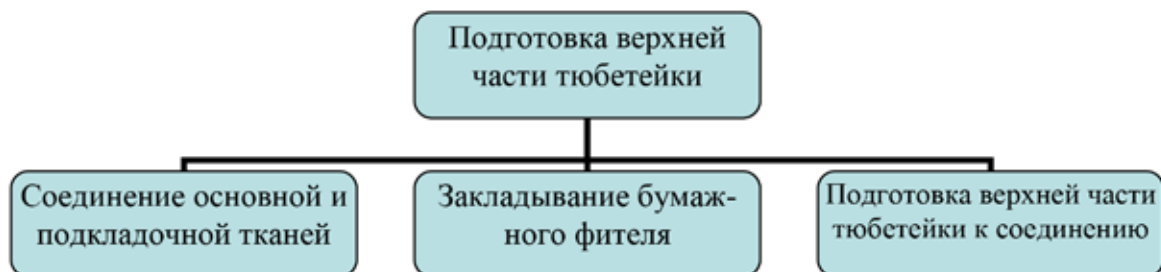 Подготовка верхней
части тюбетейки
Соединение основной и
подкладочной тканей
Закладывание бумаж-
ного фителя
Подготовка верхней части
тюбетейки к соединению